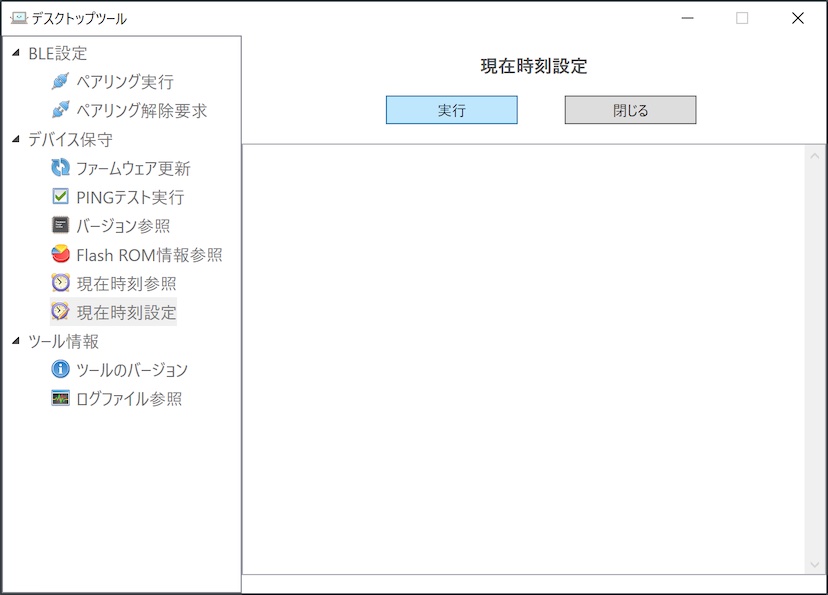 デスクトップツール
BLE設定
ペアリング実行
ペアリング解除要求
デバイス保守
ファームウェア更新
PINGテスト実行
バージョン参照
Flash ROM情報参照
現在時刻参照
現在時刻設定
ツール情報
ツールのバージョン
ログファイル参照
現在時刻設定
実行
閉じる